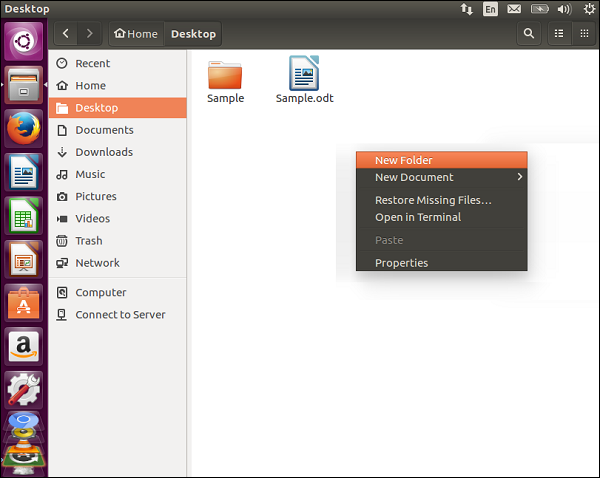 Desktop
En
Home
Desktop
Recent
Home
Desktop
Documents
Downloads
Music
Pictures
Videos
Trash
Network
Computer
Connect to Server
Sample
Sample.odt
New Folder
New Document
Restore Missing Files...
Open in Terminal
Paste
Properties